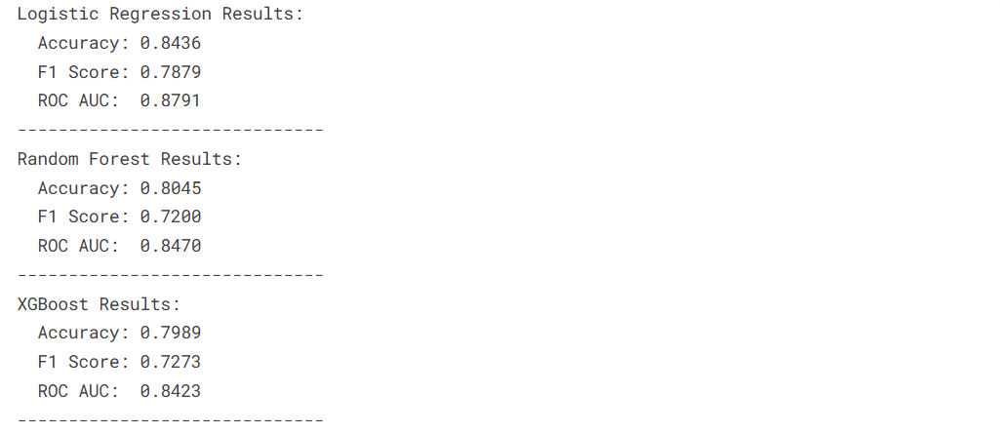 Logistic Regression Results:
  Accuracy: 0.8436
  F1 Score: 0.7879
  ROC AUC:  0.8791
------------------------------
Random Forest Results:
  Accuracy: 0.8045
  F1 Score: 0.7200
  ROC AUC:  0.8470
------------------------------
XGBoost Results:
  Accuracy: 0.7989
  F1 Score: 0.7273
  ROC AUC:  0.8423
------------------------------